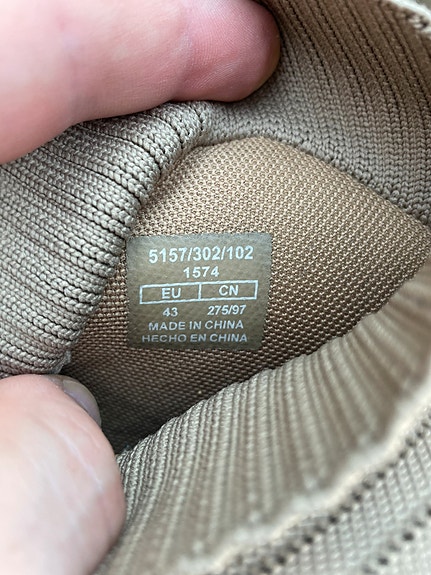 5157/302/102
1574
EU CN
43 275/97
MADE IN CHINA
HECHO EN CHINA